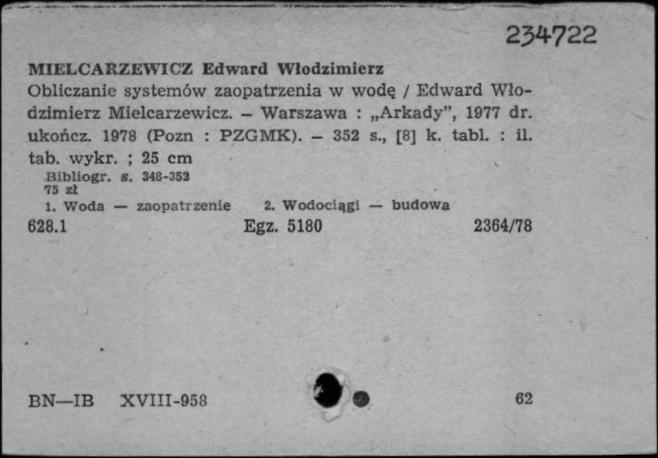 234722
MIELCARZEWICZ Edward Włodzimierz
Obliczanie systemów zaopatrzenia w wodę / Edward Wło-
dzimierz Mielcarzewicz. — Warszawa : „Arkady”, 1977 dr.
ukończ. 1978 (Pozn : PZGMK). — 352 s., [8] k. tabl. : il.
tab. wykr. ; 25 cm
Bibliogr. s. 348-352
75 zł
1. Woda — zaopatrzenie 2. Wodociągi — budowa
628.1 Egz. 5180 2364/78
BN—IB XVIII-958 62